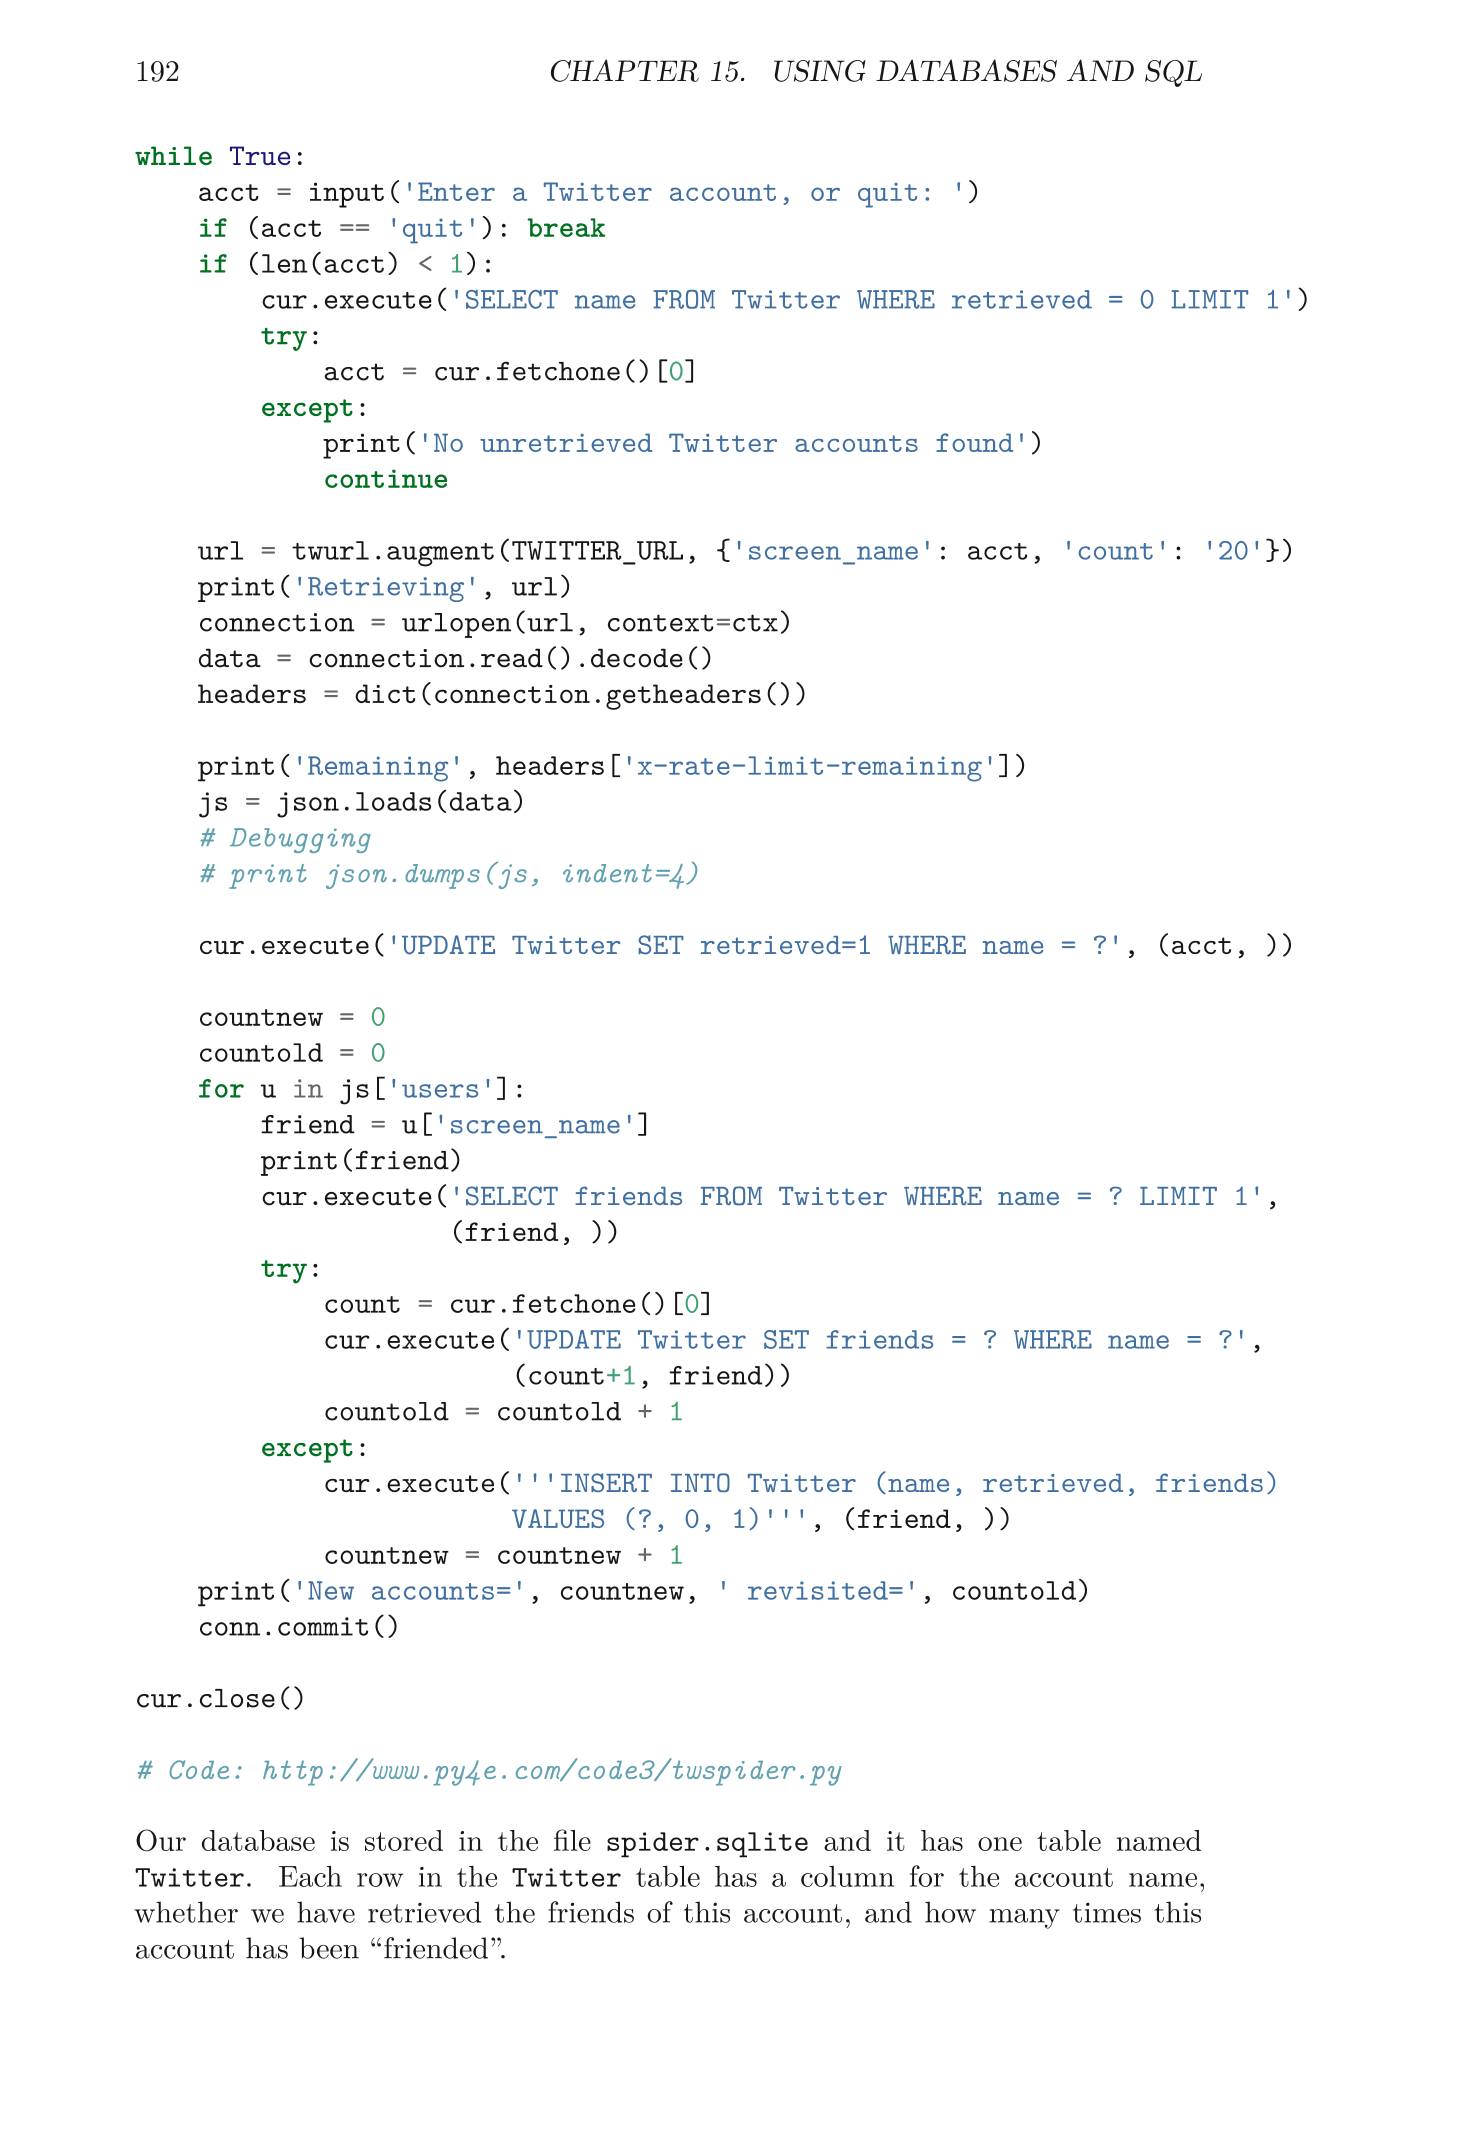 192 CHAPTER 15. USING DATABASES AND SQL
while True:
    acct = input('Enter a Twitter account, or quit: ')
    if (acct == 'quit'): break
    if (len(acct) < 1):
        cur.execute('SELECT name FROM Twitter WHERE retrieved = 0 LIMIT 1')
        try:
            acct = cur.fetchone()[0]
        except:
            print('No unretrieved Twitter accounts found')
            continue

    url = twurl.augment(TWITTER_URL, {'screen_name': acct, 'count': '20'})
    print('Retrieving', url)
    connection = urlopen(url, context=ctx)
    data = connection.read().decode()
    headers = dict(connection.getheaders())

    print('Remaining', headers['x-rate-limit-remaining'])
    js = json.loads(data)
    # Debugging
    # print json.dumps(js, indent=4)

    cur.execute('UPDATE Twitter SET retrieved=1 WHERE name = ?', (acct, ))

    countnew = 0
    countold = 0
    for u in js['users']:
        friend = u['screen_name']
        print(friend)
        cur.execute('SELECT friends FROM Twitter WHERE name = ? LIMIT 1',
                    (friend, ))
        try:
            count = cur.fetchone()[0]
            cur.execute('UPDATE Twitter SET friends = ? WHERE name = ?',
                        (count+1, friend))
            countold = countold + 1
        except:
            cur.execute('''INSERT INTO Twitter (name, retrieved, friends)
                        VALUES (?, 0, 1)''', (friend, ))
            countnew = countnew + 1
    print('New accounts=', countnew, ' revisited=', countold)
    conn.commit()

cur.close()

# Code: http://www.py4e.com/code3/twspider.py
Our database is stored in the file spider.sqlite and it has one table named
Twitter. Each row in the Twitter table has a column for the account name,
whether we have retrieved the friends of this account, and how many times this
account has been “friended”.